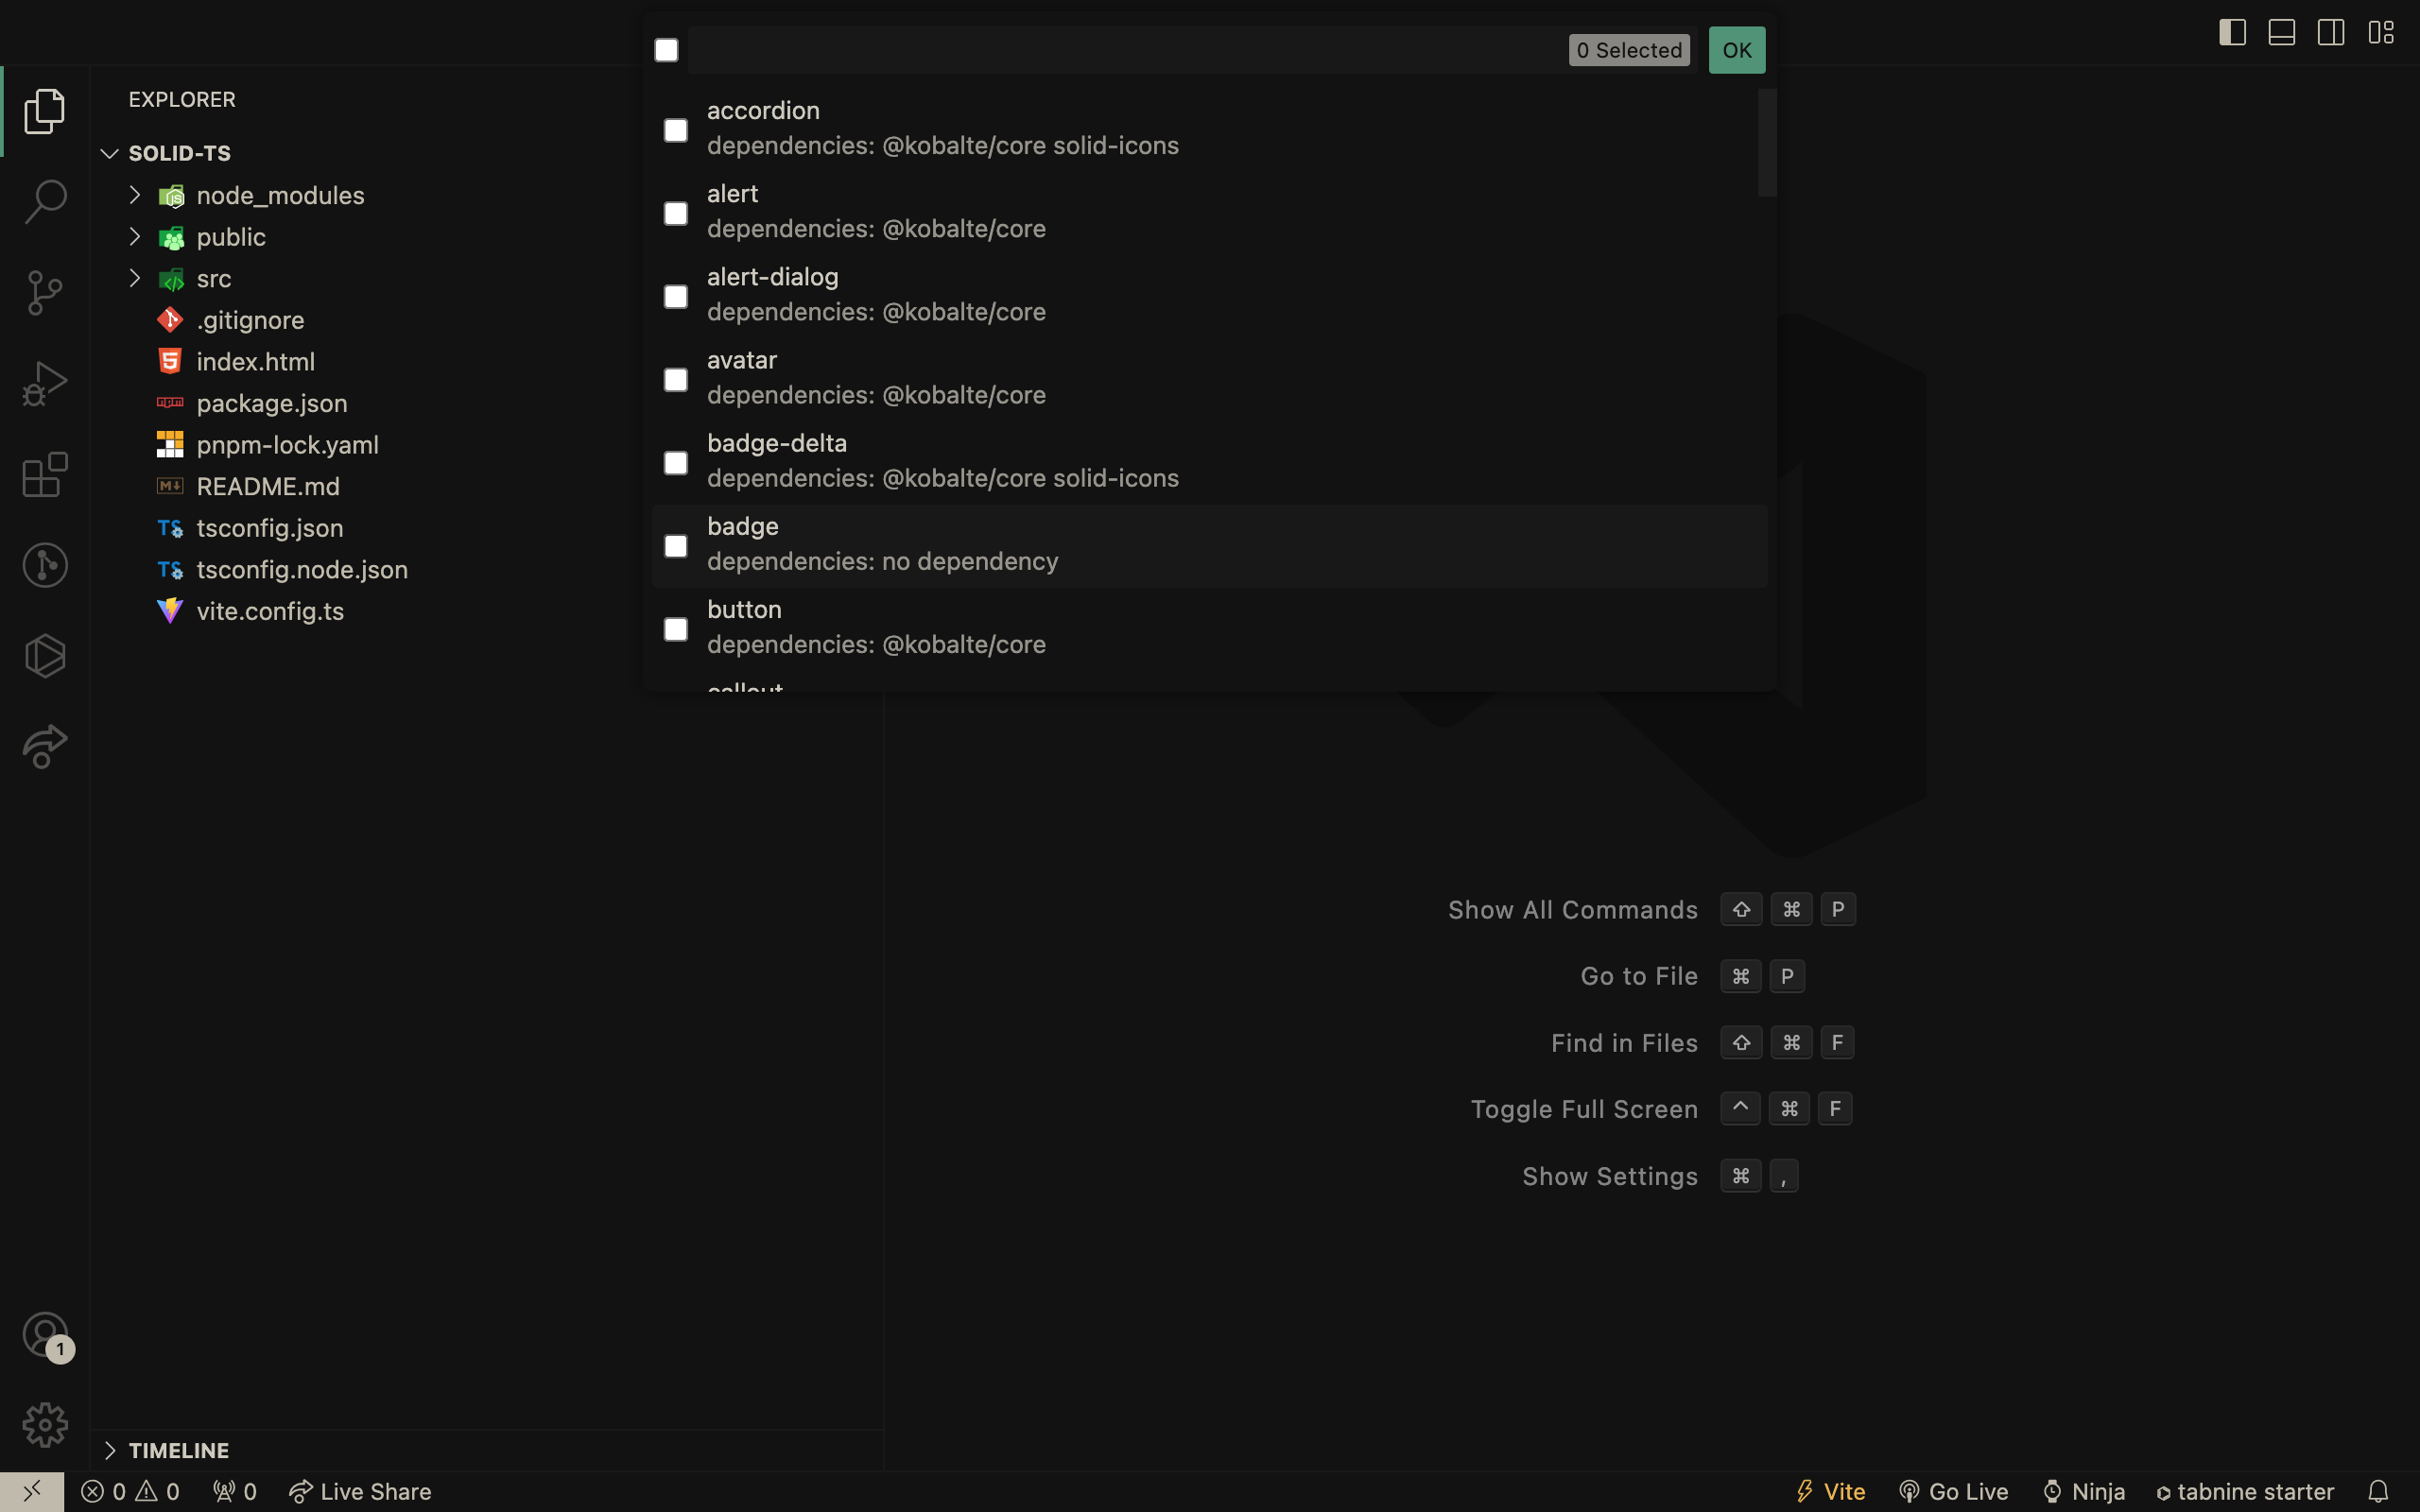 0 Selected
OK
accordion
dependencies: @kobalte/core solid-icons
alert
dependencies: @kobalte/core
alert-dialog
dependencies: @kobalte/core
avatar
dependencies: @kobalte/core
badge-delta
dependencies: @kobalte/core solid-icons
badge
dependencies: no dependency
button
dependencies: @kobalte/core
callout
EXPLORER
SOLID-TS
node_modules
public
src
.gitignore
index.html
package.json
pnpm-lock.yaml
README.md
tsconfig.json
tsconfig.node.json
vite.config.ts
Show All Commands ⇧ ⌘ P
Go to File ⌘ P
Find in Files ⇧ ⌘ F
Toggle Full Screen ^ ⌘ F
Show Settings ⌘ ,
1
TIMELINE
0 0 0 Live Share
Vite Go Live Ninja tabnine starter